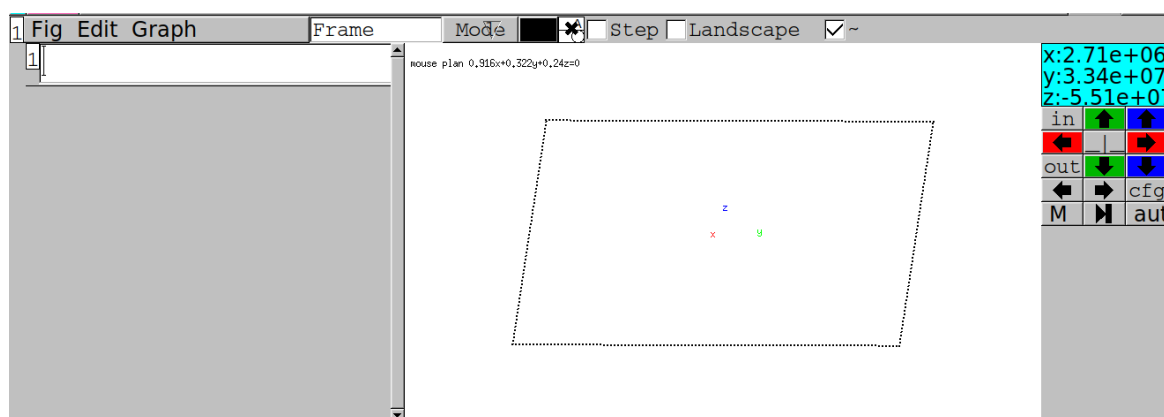 1 Fig Edit Graph Frame Mode Step Landscape ~
1
mouse plan 0.916x+0.322y+0.24z=0
x:2.71e+06
y:3.34e+07
z:-5.51e+07
in
_|_
out
cfg
M aut
z
x y